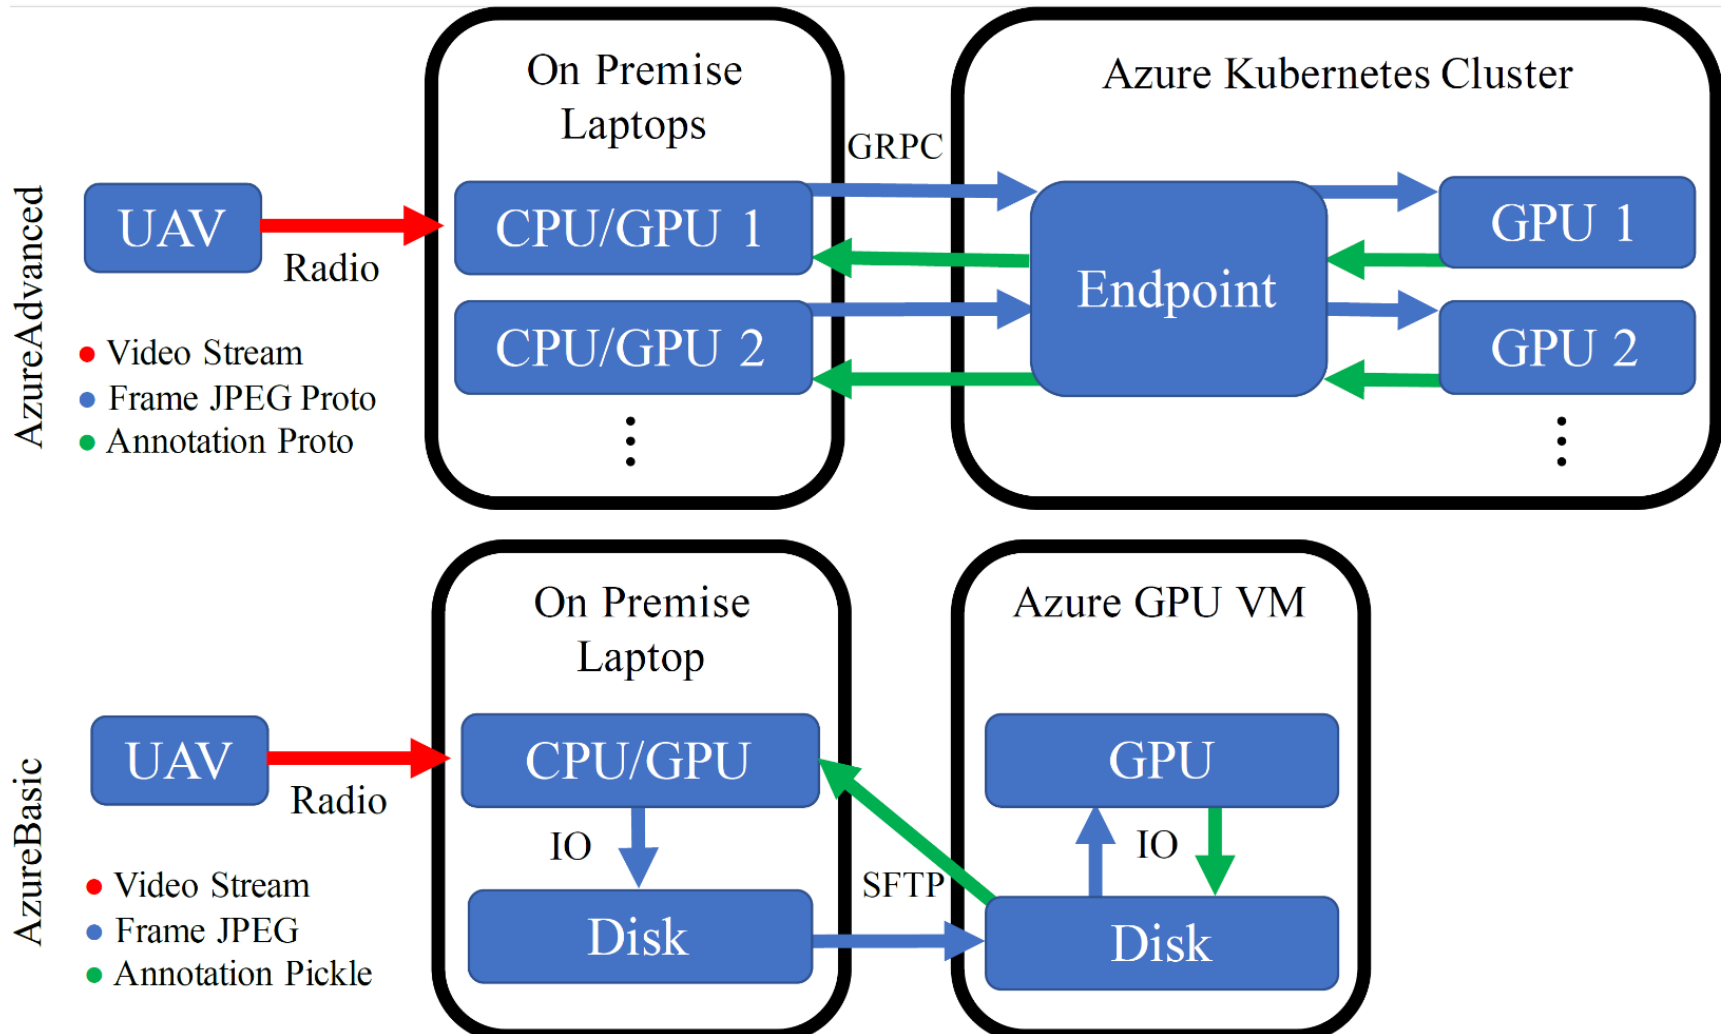 AzureAdvanced
UAV
Radio
Video Stream
Frame JPEG Proto
Annotation Proto
On Premise
Laptops
CPU/GPU 1
CPU/GPU 2
GRPC
Azure Kubernetes Cluster
Endpoint
GPU 1
GPU 2
AzureBasic
UAV
Radio
Video Stream
Frame JPEG
Annotation Pickle
On Premise
Laptop
CPU/GPU
IO
Disk
SFTP
Azure GPU VM
GPU
IO
Disk